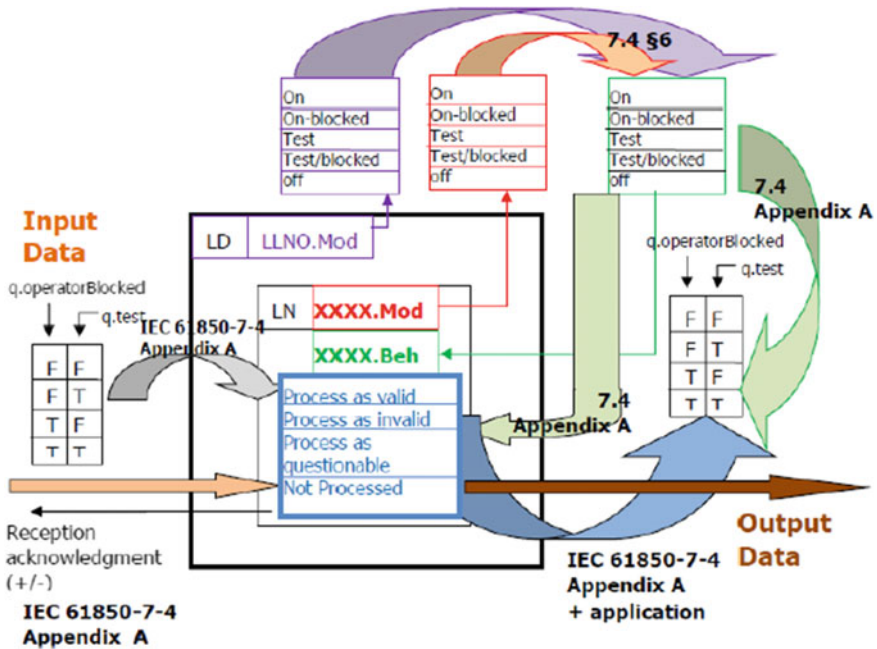 7.4 §6
On
On-blocked
Test
Test/blocked
off
On
On-blocked
Test
Test/blocked
off
On
On-blocked
Test
Test/blocked
off
7.4
Appendix A
Input
Data
LD
LLNO.Mod
q.operatorBlocked
q.test
q.operatorBlocked
q.test
IEC 61850-7-4
Appendix A
LN
XXXX.Mod
XXXX.Beh
F F
F T
T F
T T
F F
F T
T F
T T
Process as valid
Process as invalid
Process as
questionable
Not Processed
7.4
Appendix A
Reception
acknowledgment
(+/-)
IEC 61850-7-4
Appendix A
Output
Data
IEC 61850-7-4
Appendix A
+ application